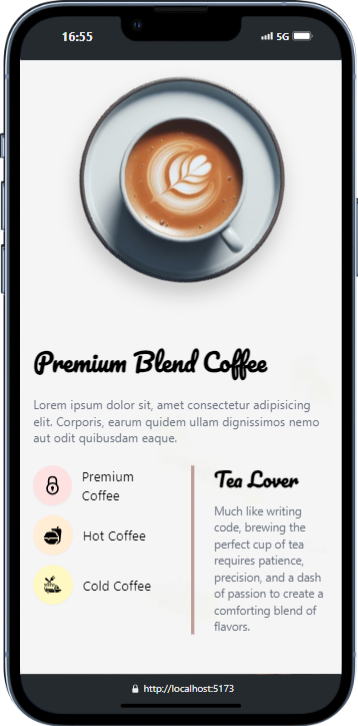 16:55
5G
Premium Blend Coffee
Lorem ipsum dolor sit, amet consectetur adipisicing
elit. Corporis, earum quidem ullam dignissimos nemo
aut odit quibusdam eaque.
Premium
Coffee
Hot Coffee
Cold Coffee
Tea Lover
Much like writing
code, brewing the
perfect cup of tea
requires patience,
precision, and a dash
of passion to create a
comforting blend of
flavors.
http://localhost:5173